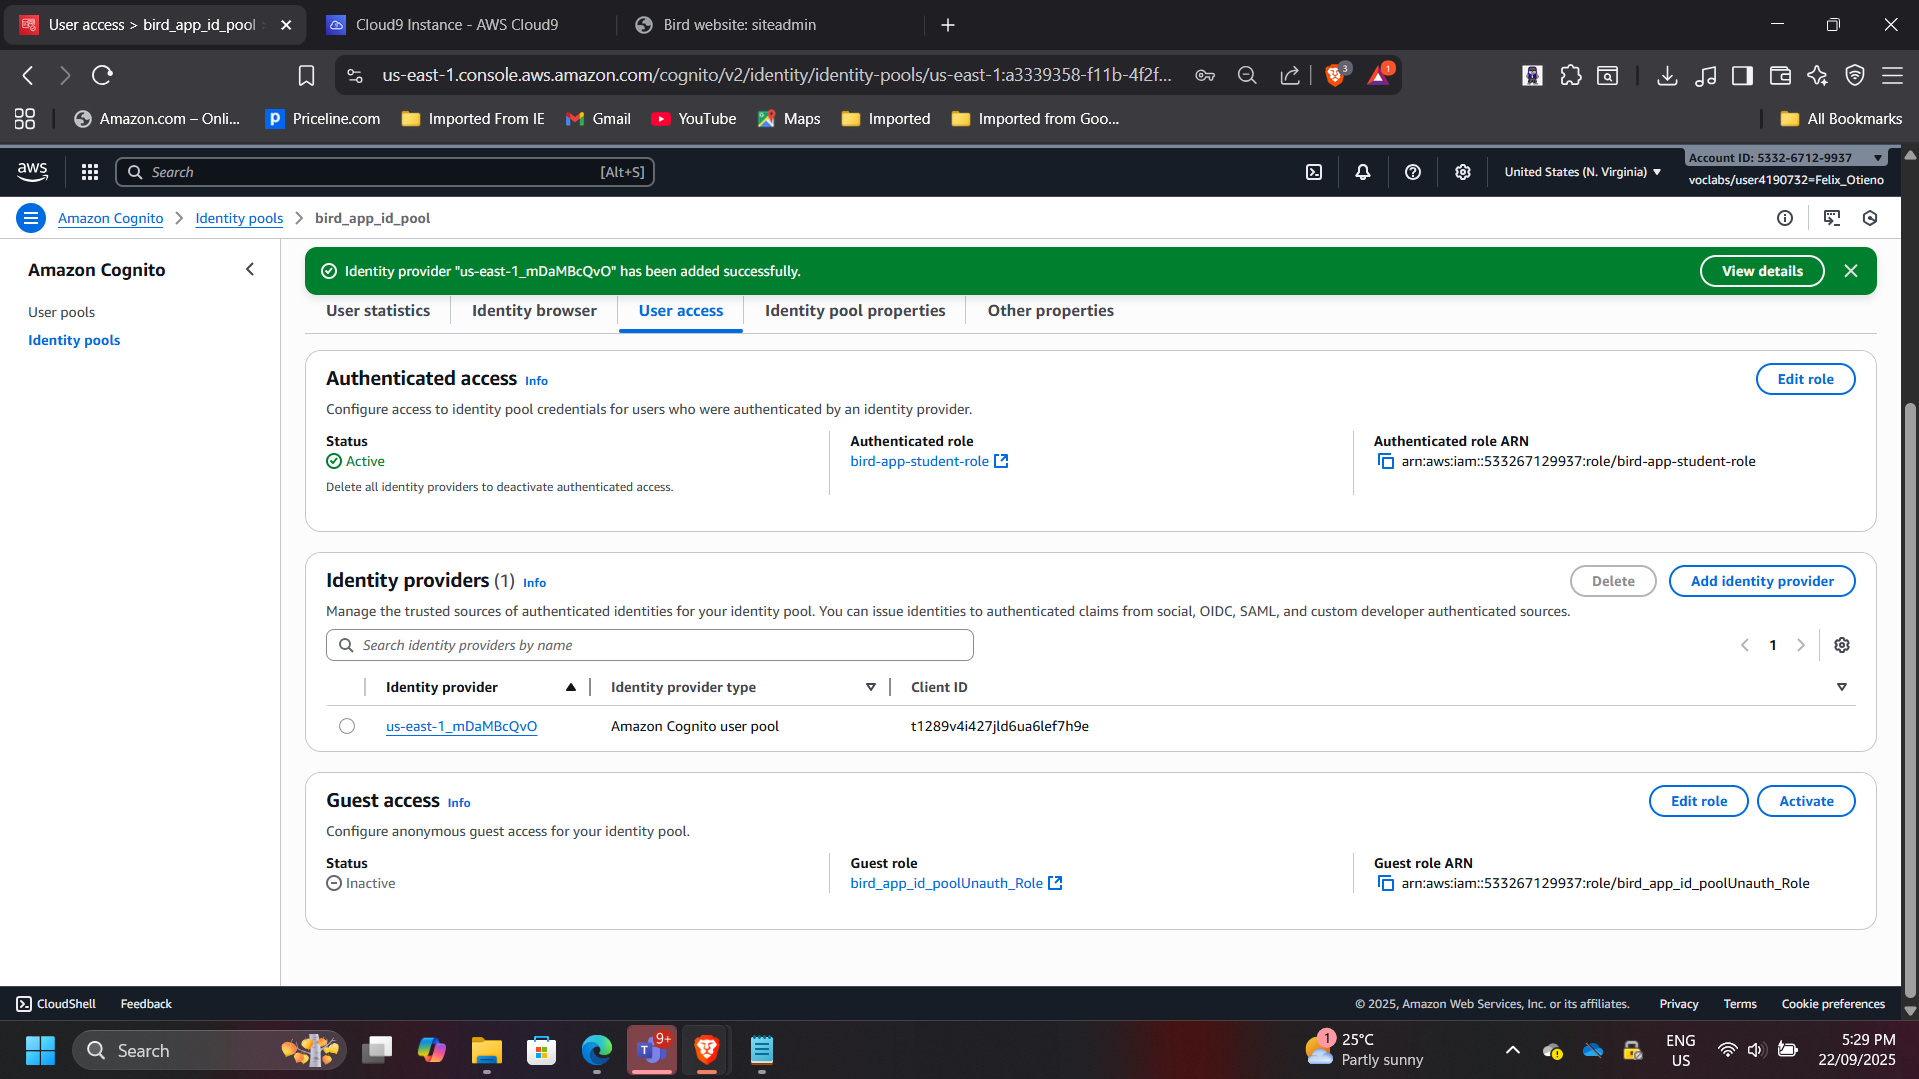 User access > bird_app_id_pool
Cloud9 Instance - AWS Cloud9
Bird website: siteadmin
us-east-1.console.aws.amazon.com/cognito/v2/identity/identity-pools/us-east-1:a3339358-f11b-4f2f...
3
1
Amazon.com – Onli...
Priceline.com
Imported From IE
Gmail
YouTube
Maps
Imported
Imported from Goo...
All Bookmarks
aws
Search
[Alt+S]
United States (N. Virginia)
Account ID: 5332-6712-9937
voclabs/user4190732=Felix_Otieno
Amazon Cognito
Identity pools
bird_app_id_pool
Amazon Cognito
User pools
Identity pools
Identity provider "us-east-1_mDaMBcQvO" has been added successfully.
View details
User statistics
Identity browser
User access
Identity pool properties
Other properties
Authenticated access
Info
Edit role
Configure access to identity pool credentials for users who were authenticated by an identity provider.
Status
Active
Delete all identity providers to deactivate authenticated access.
Authenticated role
bird-app-student-role
Authenticated role ARN
arn:aws:iam::533267129937:role/bird-app-student-role
Identity providers (1)
Info
Delete
Add identity provider
Manage the trusted sources of authenticated identities for your identity pool. You can issue identities to authenticated claims from social, OIDC, SAML, and custom developer authenticated sources.
Search identity providers by name
1
Identity provider
Identity provider type
Client ID
us-east-1_mDaMBcQvO
Amazon Cognito user pool
t1289v4i427jld6ua6lef7h9e
Guest access
Info
Edit role
Activate
Configure anonymous guest access for your identity pool.
Status
Inactive
Guest role
bird_app_id_poolUnauth_Role
Guest role ARN
arn:aws:iam::533267129937:role/bird_app_id_poolUnauth_Role
CloudShell
Feedback
© 2025, Amazon Web Services, Inc. or its affiliates.
Privacy
Terms
Cookie preferences
Search
9+
1
25°C
Partly sunny
ENG
US
5:29 PM
22/09/2025